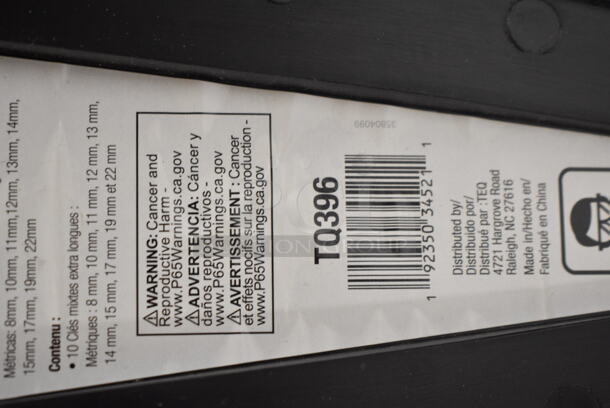 Métricas: 8mm, 10mm, 11mm, 12mm, 13mm, 14mm,
15mm, 17mm, 19mm, 22mm
Contenu :
• 10 Clés mixtes extra longues :
Métriques : 8 mm, 10 mm, 11 mm, 12 mm, 13 mm,
14 mm, 15 mm, 17 mm, 19 mm et 22 mm
⚠WARNING: Cancer and
Reproductive Harm -
www.P65Warnings.ca.gov
⚠ADVERTENCIA: Cáncer y
daños reproductivos -
www.P65Warnings.ca.gov
⚠AVERTISSEMENT : Cancer
et effets nocifs sur la reproduction -
www.P65Warnings.ca.gov
TQ396
35804099
1 92350 34521 1
Distributed by/
Distribuido por/
Distribué par :TEQ
4721 Hargrove Road
Raleigh, NC 27616
Made in/Hecho en/
Fabriqué en China